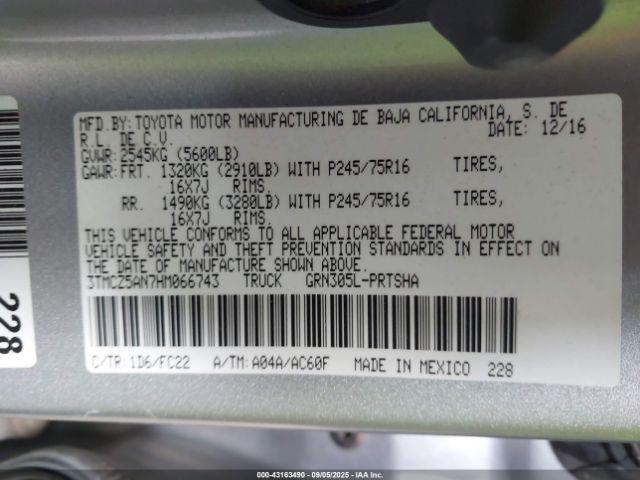 MFD.BY: TOYOTA MOTOR MANUFACTURING DE BAJA CALIFORNIA, S. DE
R.L. DE C.V. DATE: 12/16
GVWR: 2545KG (5600LB)
GAWR: FRT. 1320KG (2910LB) WITH P245/75R16 TIRES,
16X7J RIMS.
RR. 1490KG (3280LB) WITH P245/75R16 TIRES,
16X7J RIMS.
THIS VEHICLE CONFORMS TO ALL APPLICABLE FEDERAL MOTOR
VEHICLE SAFETY AND THEFT PREVENTION STANDARDS IN EFFECT ON
THE DATE OF MANUFACTURE SHOWN ABOVE.
3TMCZ5AN7HM066743 TRUCK GRN305L-PRTSHA
C/TR: 1D6/FC22 A/TM: A04A/AC60F MADE IN MEXICO 228
228
000-43163490 - 09/05/2025 - IAAI.COM